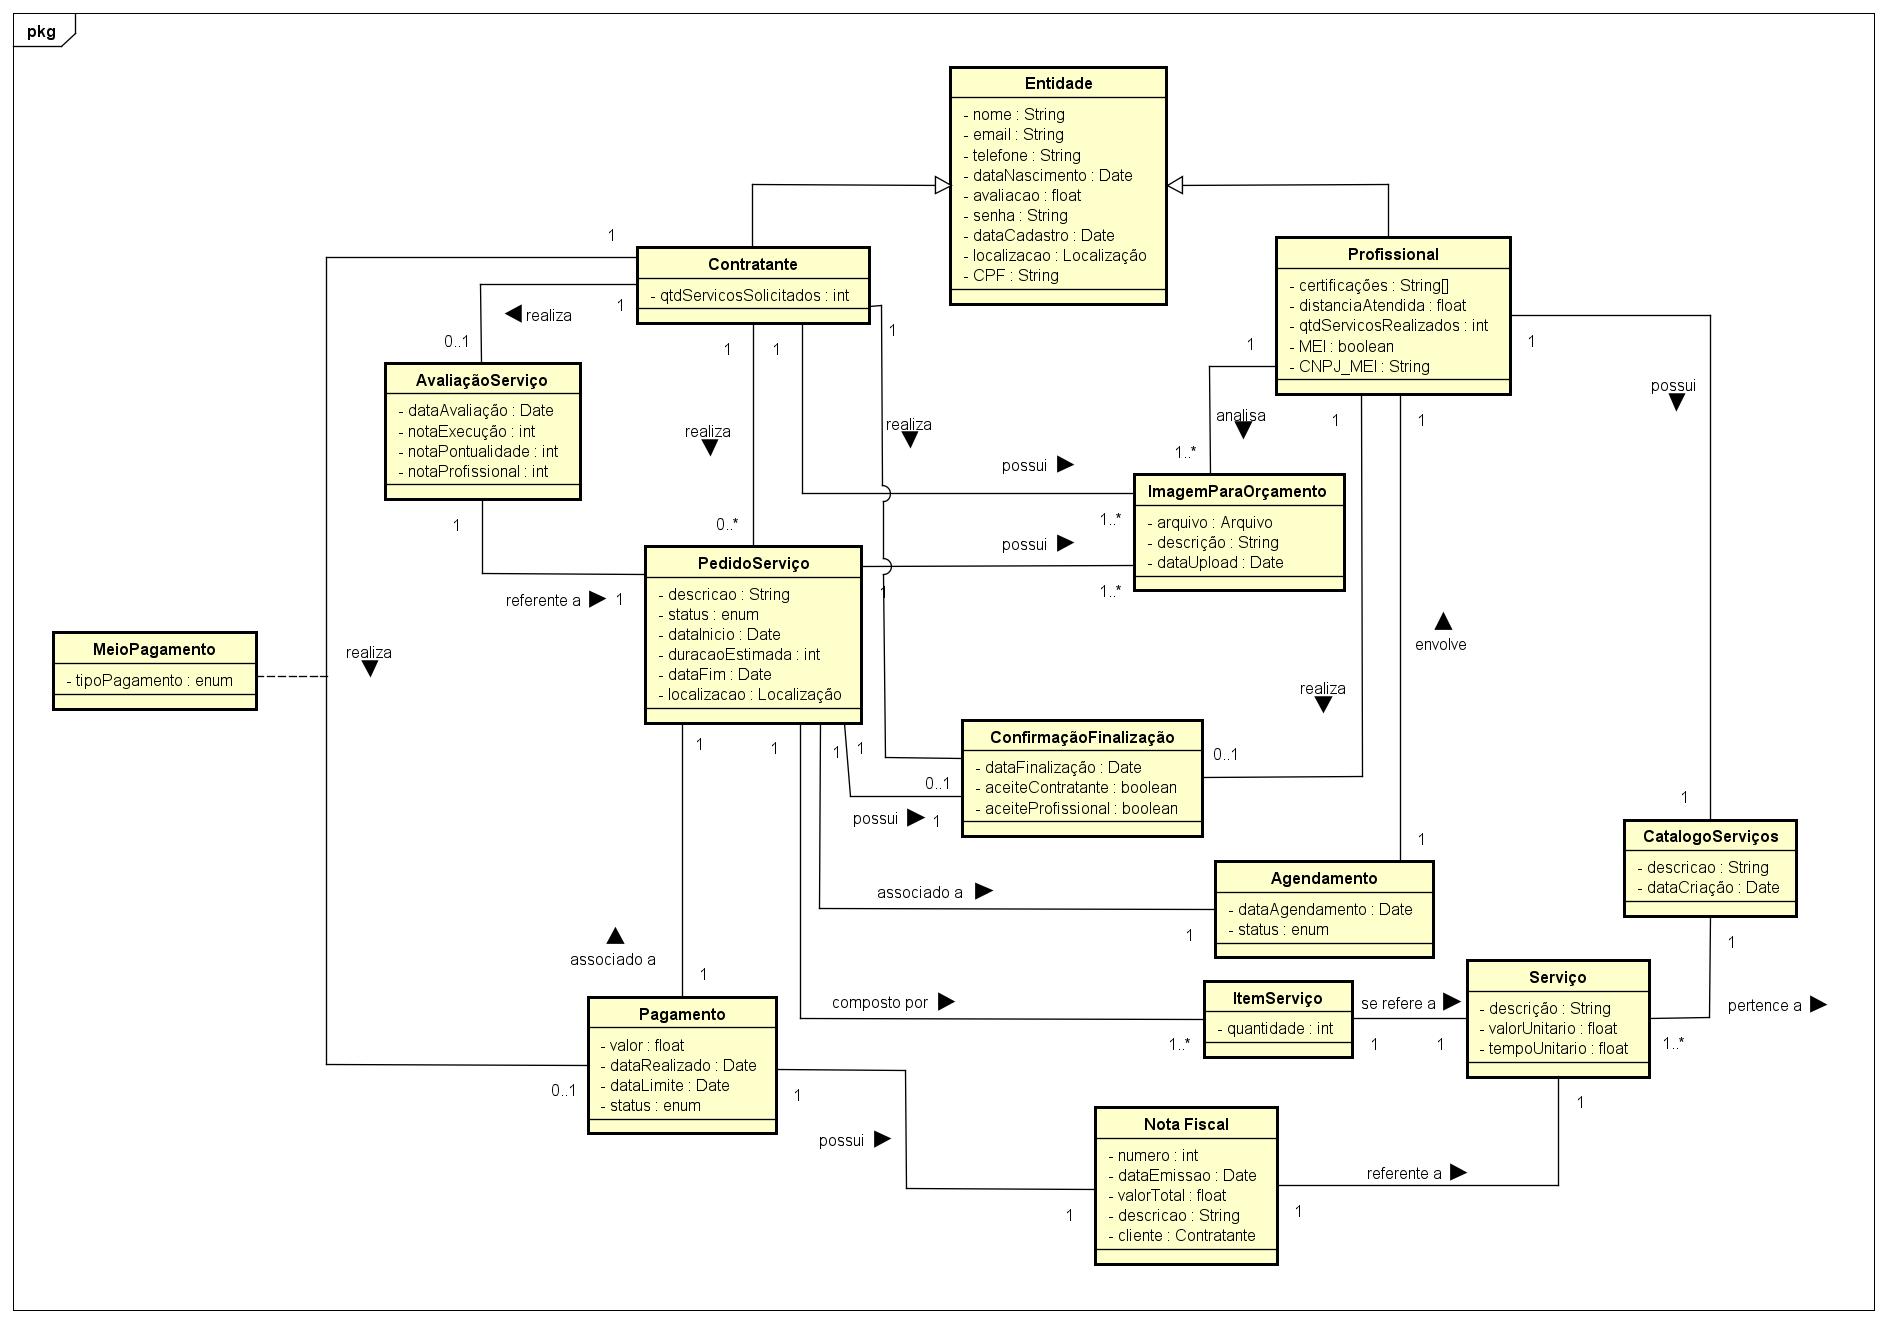 pkg
Entidade
- nome : String
- email : String
- telefone : String
- dataNascimento : Date
- avaliacao : float
- senha : String
- dataCadastro : Date
- localizacao : Localização
- CPF : String
1
Contratante
- qtdServicosSolicitados : int
1
1
1
1
realiza
0..1
Profissional
- certificações : String[]
- distanciaAtendida : float
- qtdServicosRealizados : int
- MEI : boolean
- CNPJ_MEI : String
1
1
1
1
possui
AvaliaçãoServiço
- dataAvaliação : Date
- notaExecução : int
- notaPontualidade : int
- notaProfissional : int
1
realiza
0..*
realiza
analisa
1..*
possui
1..*
ImagemParaOrçamento
- arquivo : Arquivo
- descrição : String
- dataUpload : Date
possui
1..*
1
referente a
1
PedidoServiço
- descricao : String
- status : enum
- dataInicio : Date
- duracaoEstimada : int
- dataFim : Date
- localizacao : Localização
1
1
1
1
MeioPagamento
- tipoPagamento : enum
realiza
envolve
realiza
0..1
ConfirmaçãoFinalização
- dataFinalização : Date
- aceiteContratante : boolean
- aceiteProfissional : boolean
0..1
possui
1
1
CatalogoServiços
- descricao : String
- dataCriação : Date
1
1
Agendamento
- dataAgendamento : Date
- status : enum
associado a
1
associado a
1
Pagamento
- valor : float
- dataRealizado : Date
- dataLimite : Date
- status : enum
0..1
1
composto por
1..*
ItemServiço
- quantidade : int
se refere a
1
1
Serviço
- descrição : String
- valorUnitario : float
- tempoUnitario : float
1..*
pertence a
1
possui
1
Nota Fiscal
- numero : int
- dataEmissao : Date
- valorTotal : float
- descricao : String
- cliente : Contratante
referente a
1